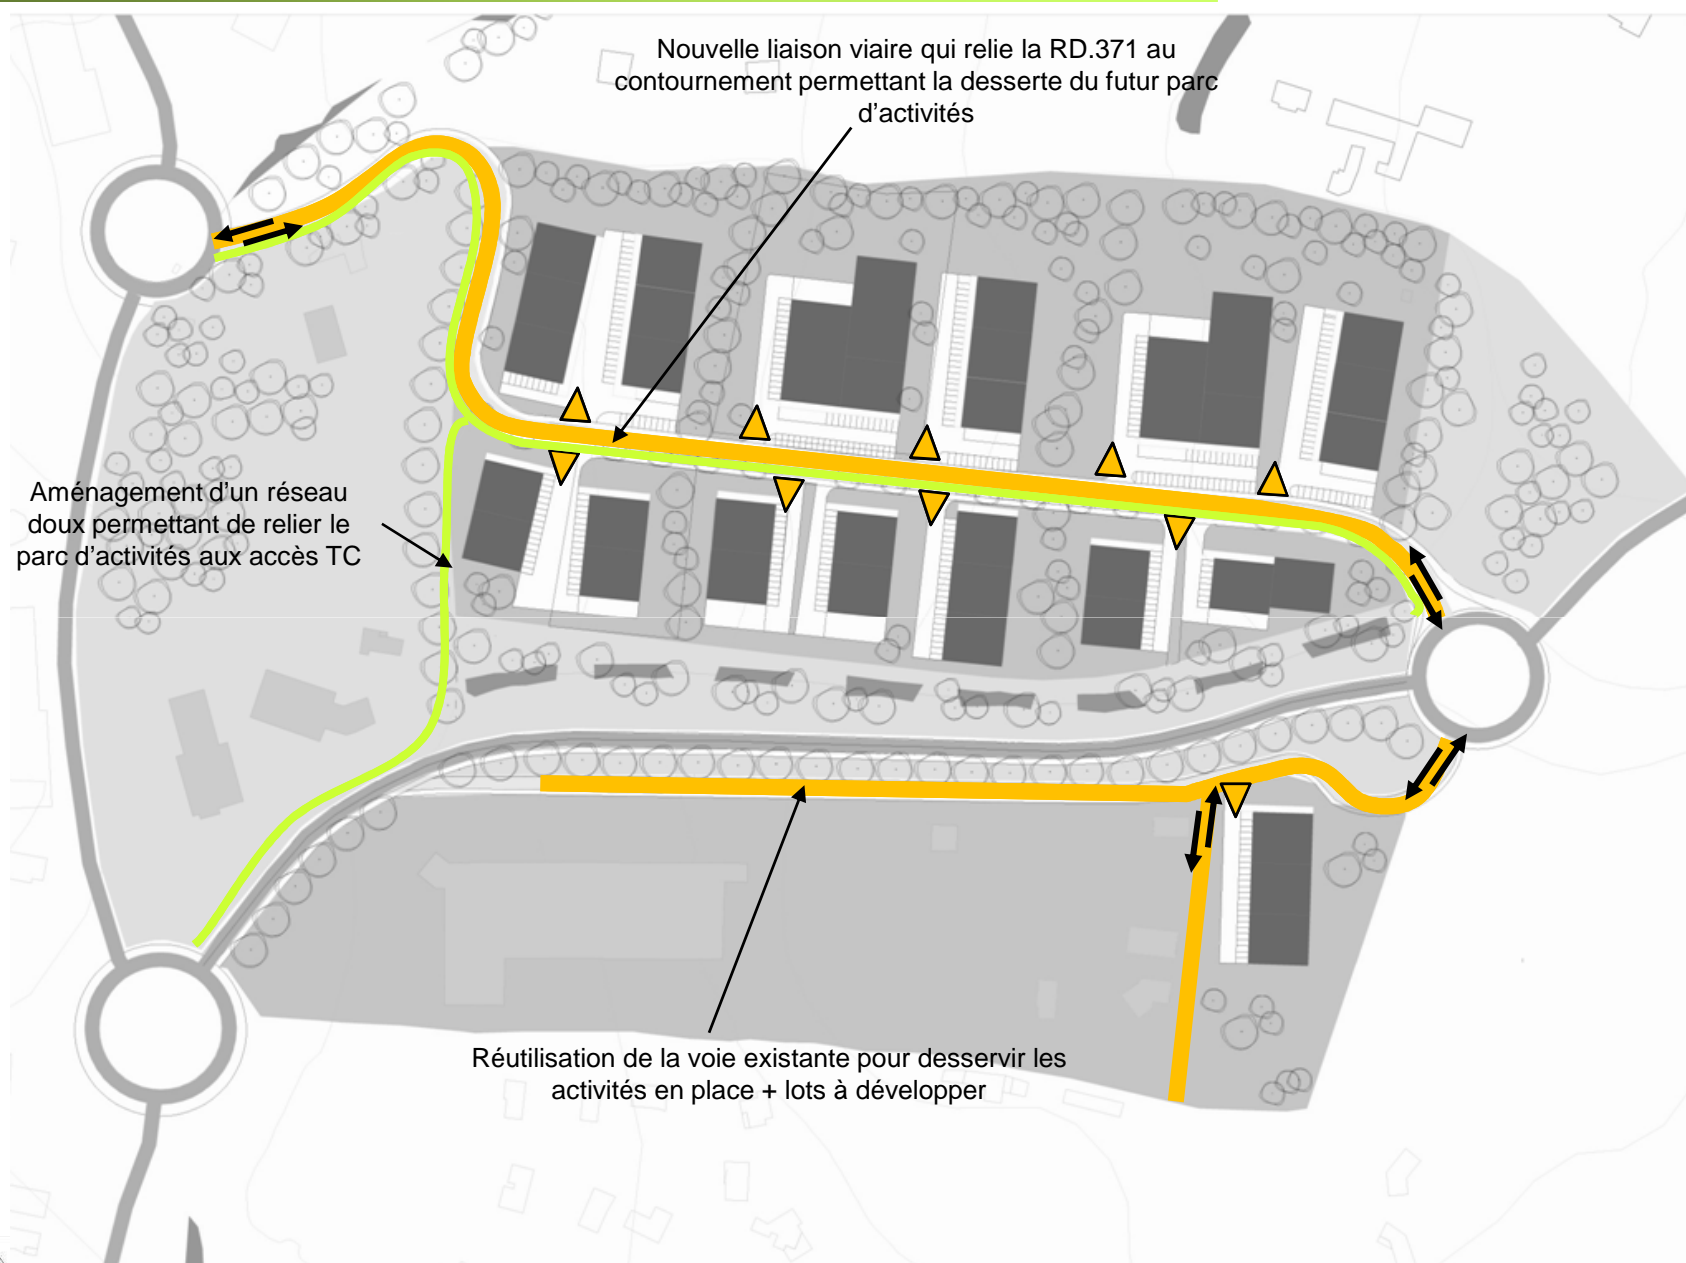 Nouvelle liaison viaire qui relie la RD.371 au
contournement permettant la desserte du futur parc
d’activités
Aménagement d’un réseau
doux permettant de relier le
parc d’activités aux accès TC
Réutilisation de la voie existante pour desservir les
activités en place + lots à développer